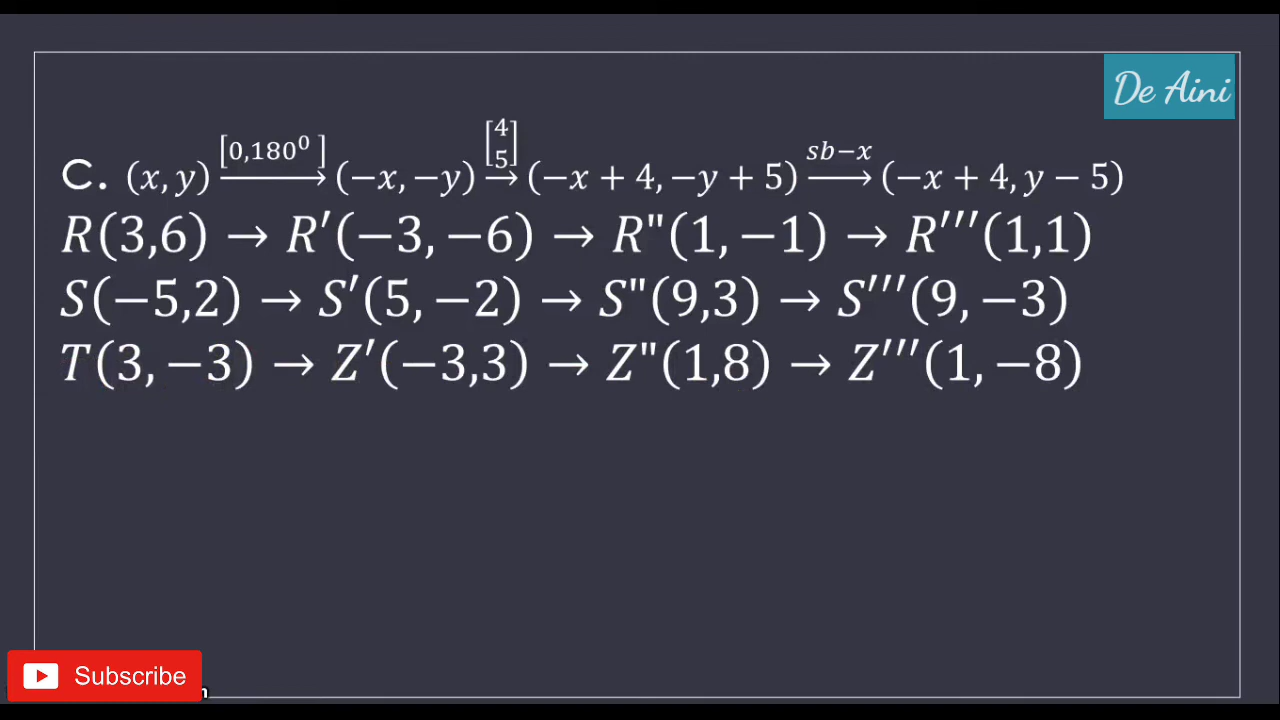 De Aini
C. (x, y) [0,180⁰ ]→ (−x, −y) [4 5]→ (−x + 4, −y + 5) sb−x→ (−x + 4, y − 5)
R(3,6) → R′(−3, −6) → R"(1, −1) → R′′′(1,1)
S(−5,2) → S′(5, −2) → S"(9,3) → S′′′(9, −3)
T(3, −3) → Z′(−3,3) → Z"(1,8) → Z′′′(1, −8)
Subscribe